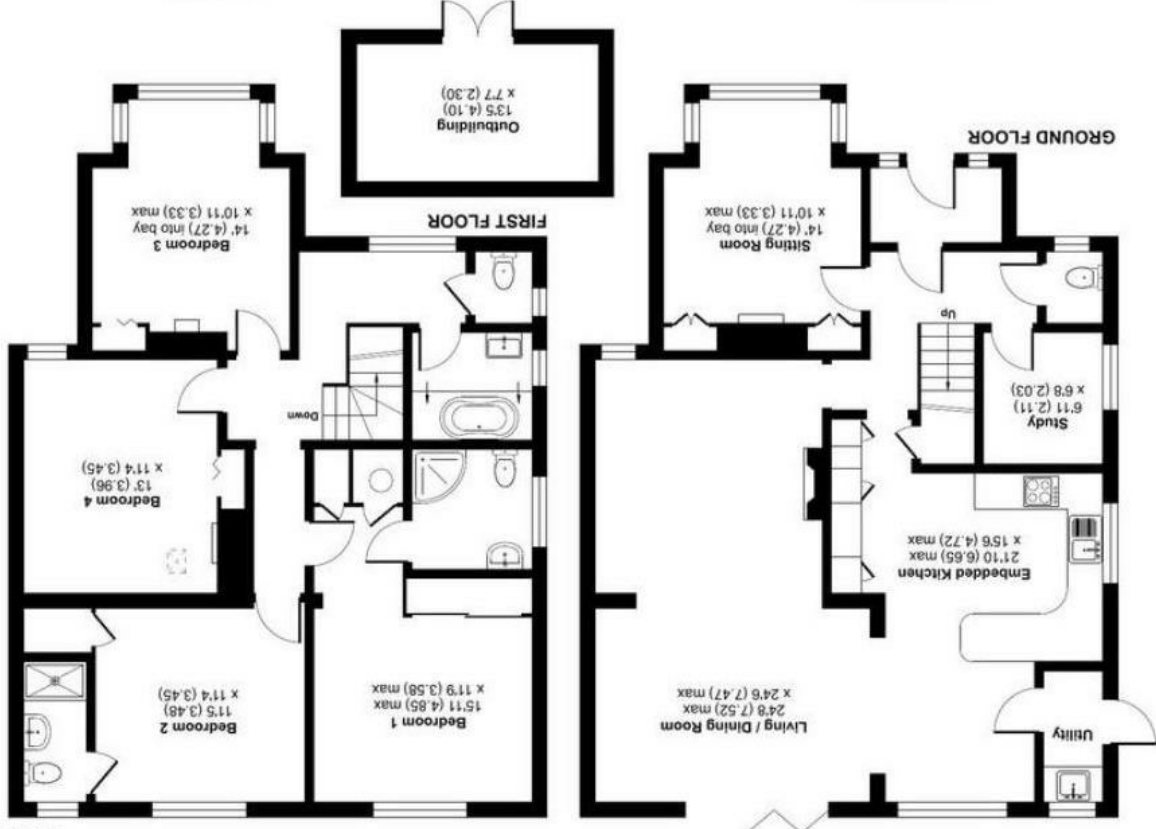 Utility
Living / Dining Room
24'8 (7.52) max
x 24'6 (7.47) max
Embedded Kitchen
21'10 (6.65) max
x 15'6 (4.72) max
Study
6'11 (2.11)
x 6'8 (2.03)
Up
Sitting Room
14' (4.27) into bay
x 10'11 (3.33) max
GROUND FLOOR
Bedroom 1
15'11 (4.85) max
x 11'9 (3.58) max
Bedroom 2
11'5 (3.48)
x 11'4 (3.45)
Bedroom 4
13' (3.96)
x 11'4 (3.45)
Down
Bedroom 3
14' (4.27) into bay
x 10'11 (3.33) max
FIRST FLOOR
Outbuilding
13'5 (4.10)
x 7'7 (2.30)